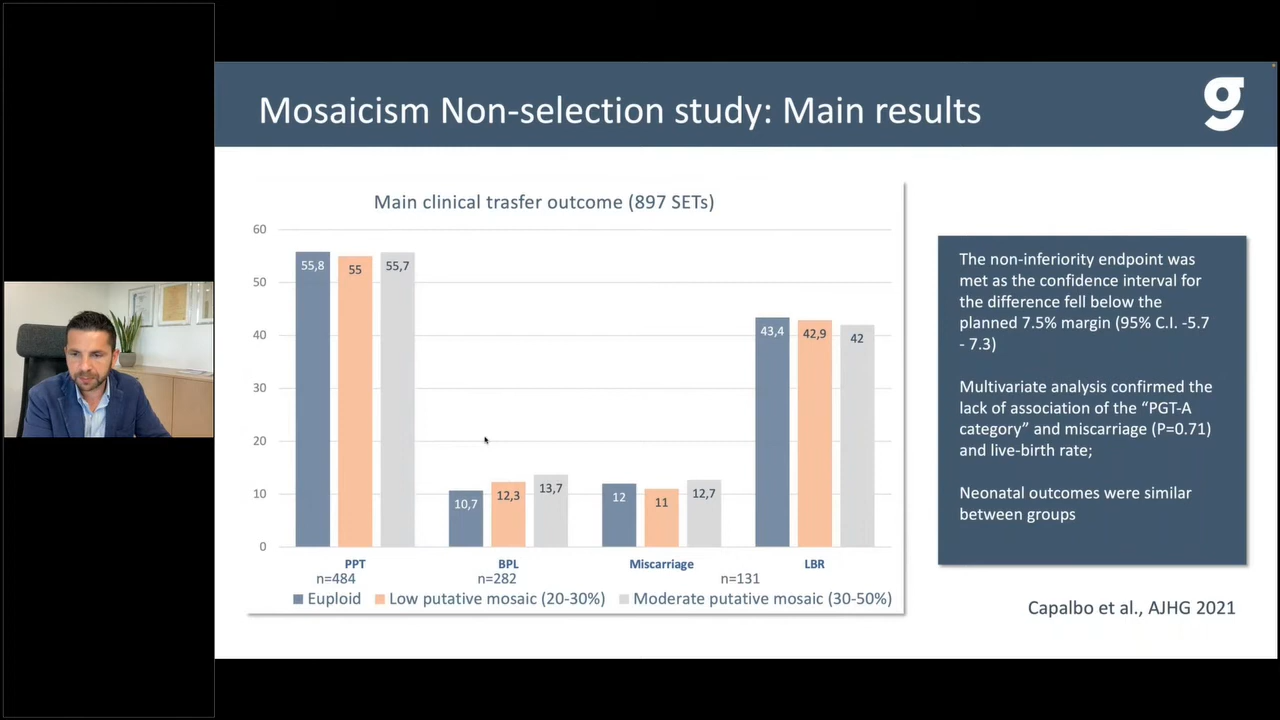 Mosaicism Non-selection study: Main results
g
Main clinical trasfer outcome (897 SETs)
60
50
40
30
20
10
0
55,8
55
55,7
10,7
12,3
13,7
12
11
12,7
43,4
42,9
42
PPT
BPL
Miscarriage
LBR
n=484
n=282
n=131
Euploid
Low putative mosaic (20-30%)
Moderate putative mosaic (30-50%)
The non-inferiority endpoint was
met as the confidence interval for
the difference fell below the
planned 7.5% margin (95% C.I. -5.7
- 7.3)
Multivariate analysis confirmed the
lack of association of the “PGT-A
category” and miscarriage (P=0.71)
and live-birth rate;
Neonatal outcomes were similar
between groups
Capalbo et al., AJHG 2021